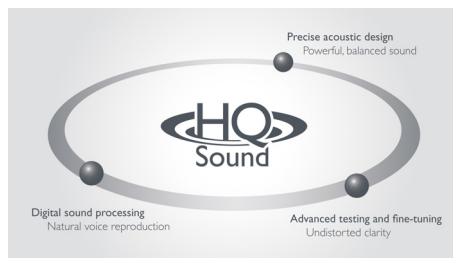 Precise acoustic design
Powerful, balanced sound
HQ
Sound
Digital sound processing
Natural voice reproduction
Advanced testing and fine-tuning
Undistorted clarity